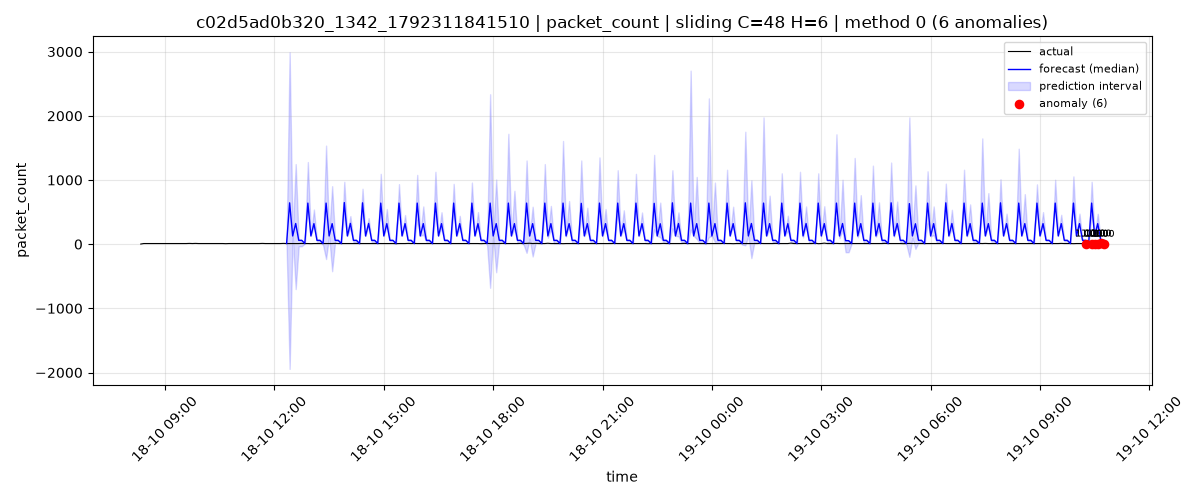 c02d5ad0b320_1342_1792311841510 | packet_count | sliding C=48 H=6 | method 0 (6 anomalies)
actual
forecast (median)
prediction interval
anomaly (6)
packet_count
3000
2000
1000
0
−1000
−2000
18-10 09:00
18-10 12:00
18-10 15:00
18-10 18:00
18-10 21:00
19-10 00:00
19-10 03:00
19-10 06:00
19-10 09:00
19-10 12:00
time